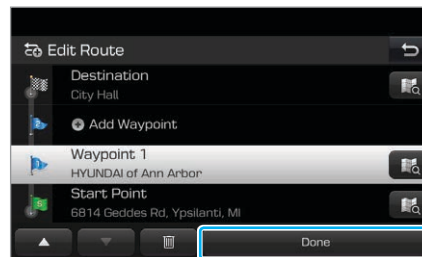 Edit Route
Destination
City Hall
Add Waypoint
Waypoint 1
HYUNDAI of Ann Arbor
Start Point
6814 Geddes Rd, Ypsilanti, MI
Done